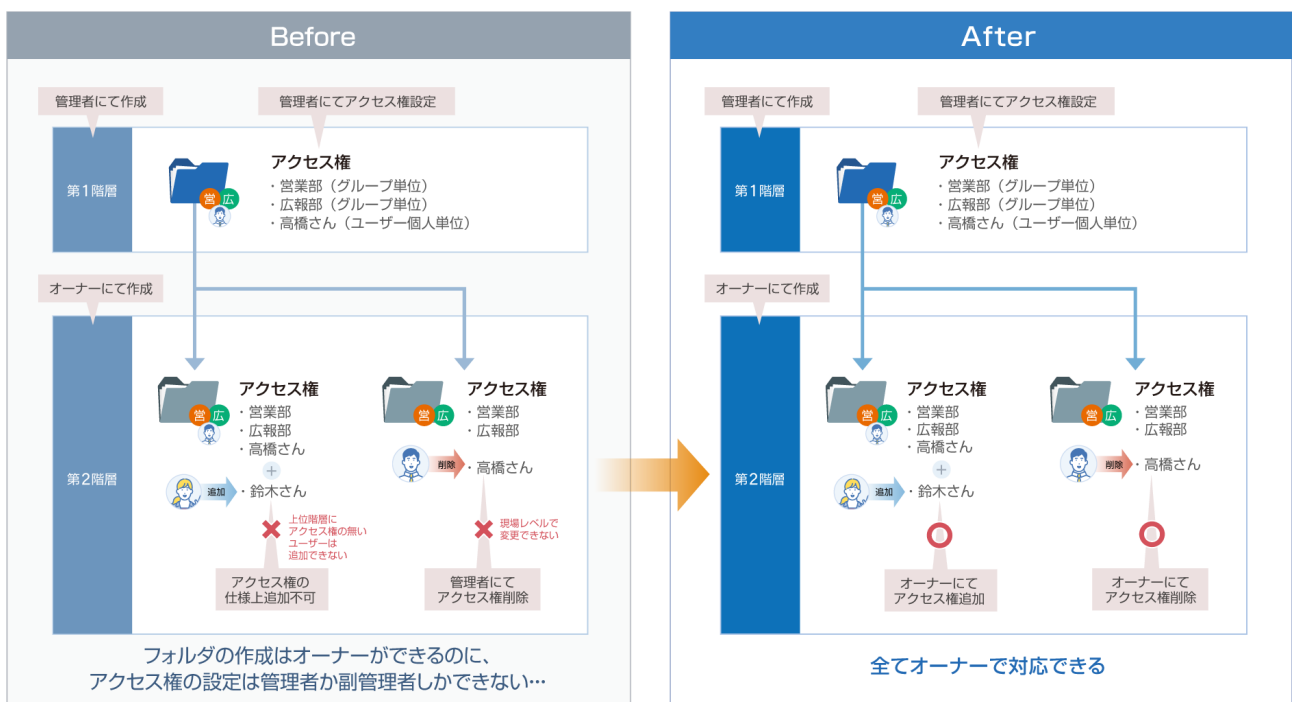 Before
管理者にて作成
管理者にてアクセス権設定
第1階層
営
広
アクセス権
・営業部（グループ単位）
・広報部（グループ単位）
・高橋さん（ユーザー個人単位）
オーナーにて作成
第2階層
営
広
アクセス権
・営業部
・広報部
・高橋さん
+
追加
・鈴木さん
上位階層に
アクセス権の無い
ユーザーは
追加できない
アクセス権の
仕様上追加不可
営
広
アクセス権
・営業部
・広報部
削除
・高橋さん
現場レベルで
変更できない
管理者にて
アクセス権削除
フォルダの作成はオーナーができるのに、
アクセス権の設定は管理者か副管理者しかできない…
After
管理者にて作成
管理者にてアクセス権設定
第1階層
営
広
アクセス権
・営業部（グループ単位）
・広報部（グループ単位）
・高橋さん（ユーザー個人単位）
オーナーにて作成
第2階層
営
広
アクセス権
・営業部
・広報部
・高橋さん
+
追加
・鈴木さん
オーナーにて
アクセス権追加
営
広
アクセス権
・営業部
・広報部
削除
・高橋さん
オーナーにて
アクセス権削除
全てオーナーで対応できる